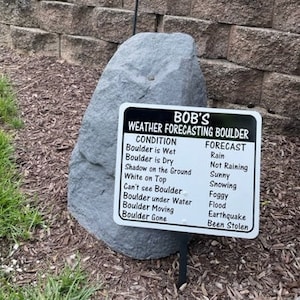 BOB'S
WEATHER FORECASTING BOULDER
CONDITION FORECAST
Boulder is Wet Rain
Boulder is Dry Not Raining
Shadow on the Ground Sunny
White on Top Snowing
Can't see Boulder Foggy
Boulder under Water Flood
Boulder Moving Earthquake
Boulder Gone Been Stolen